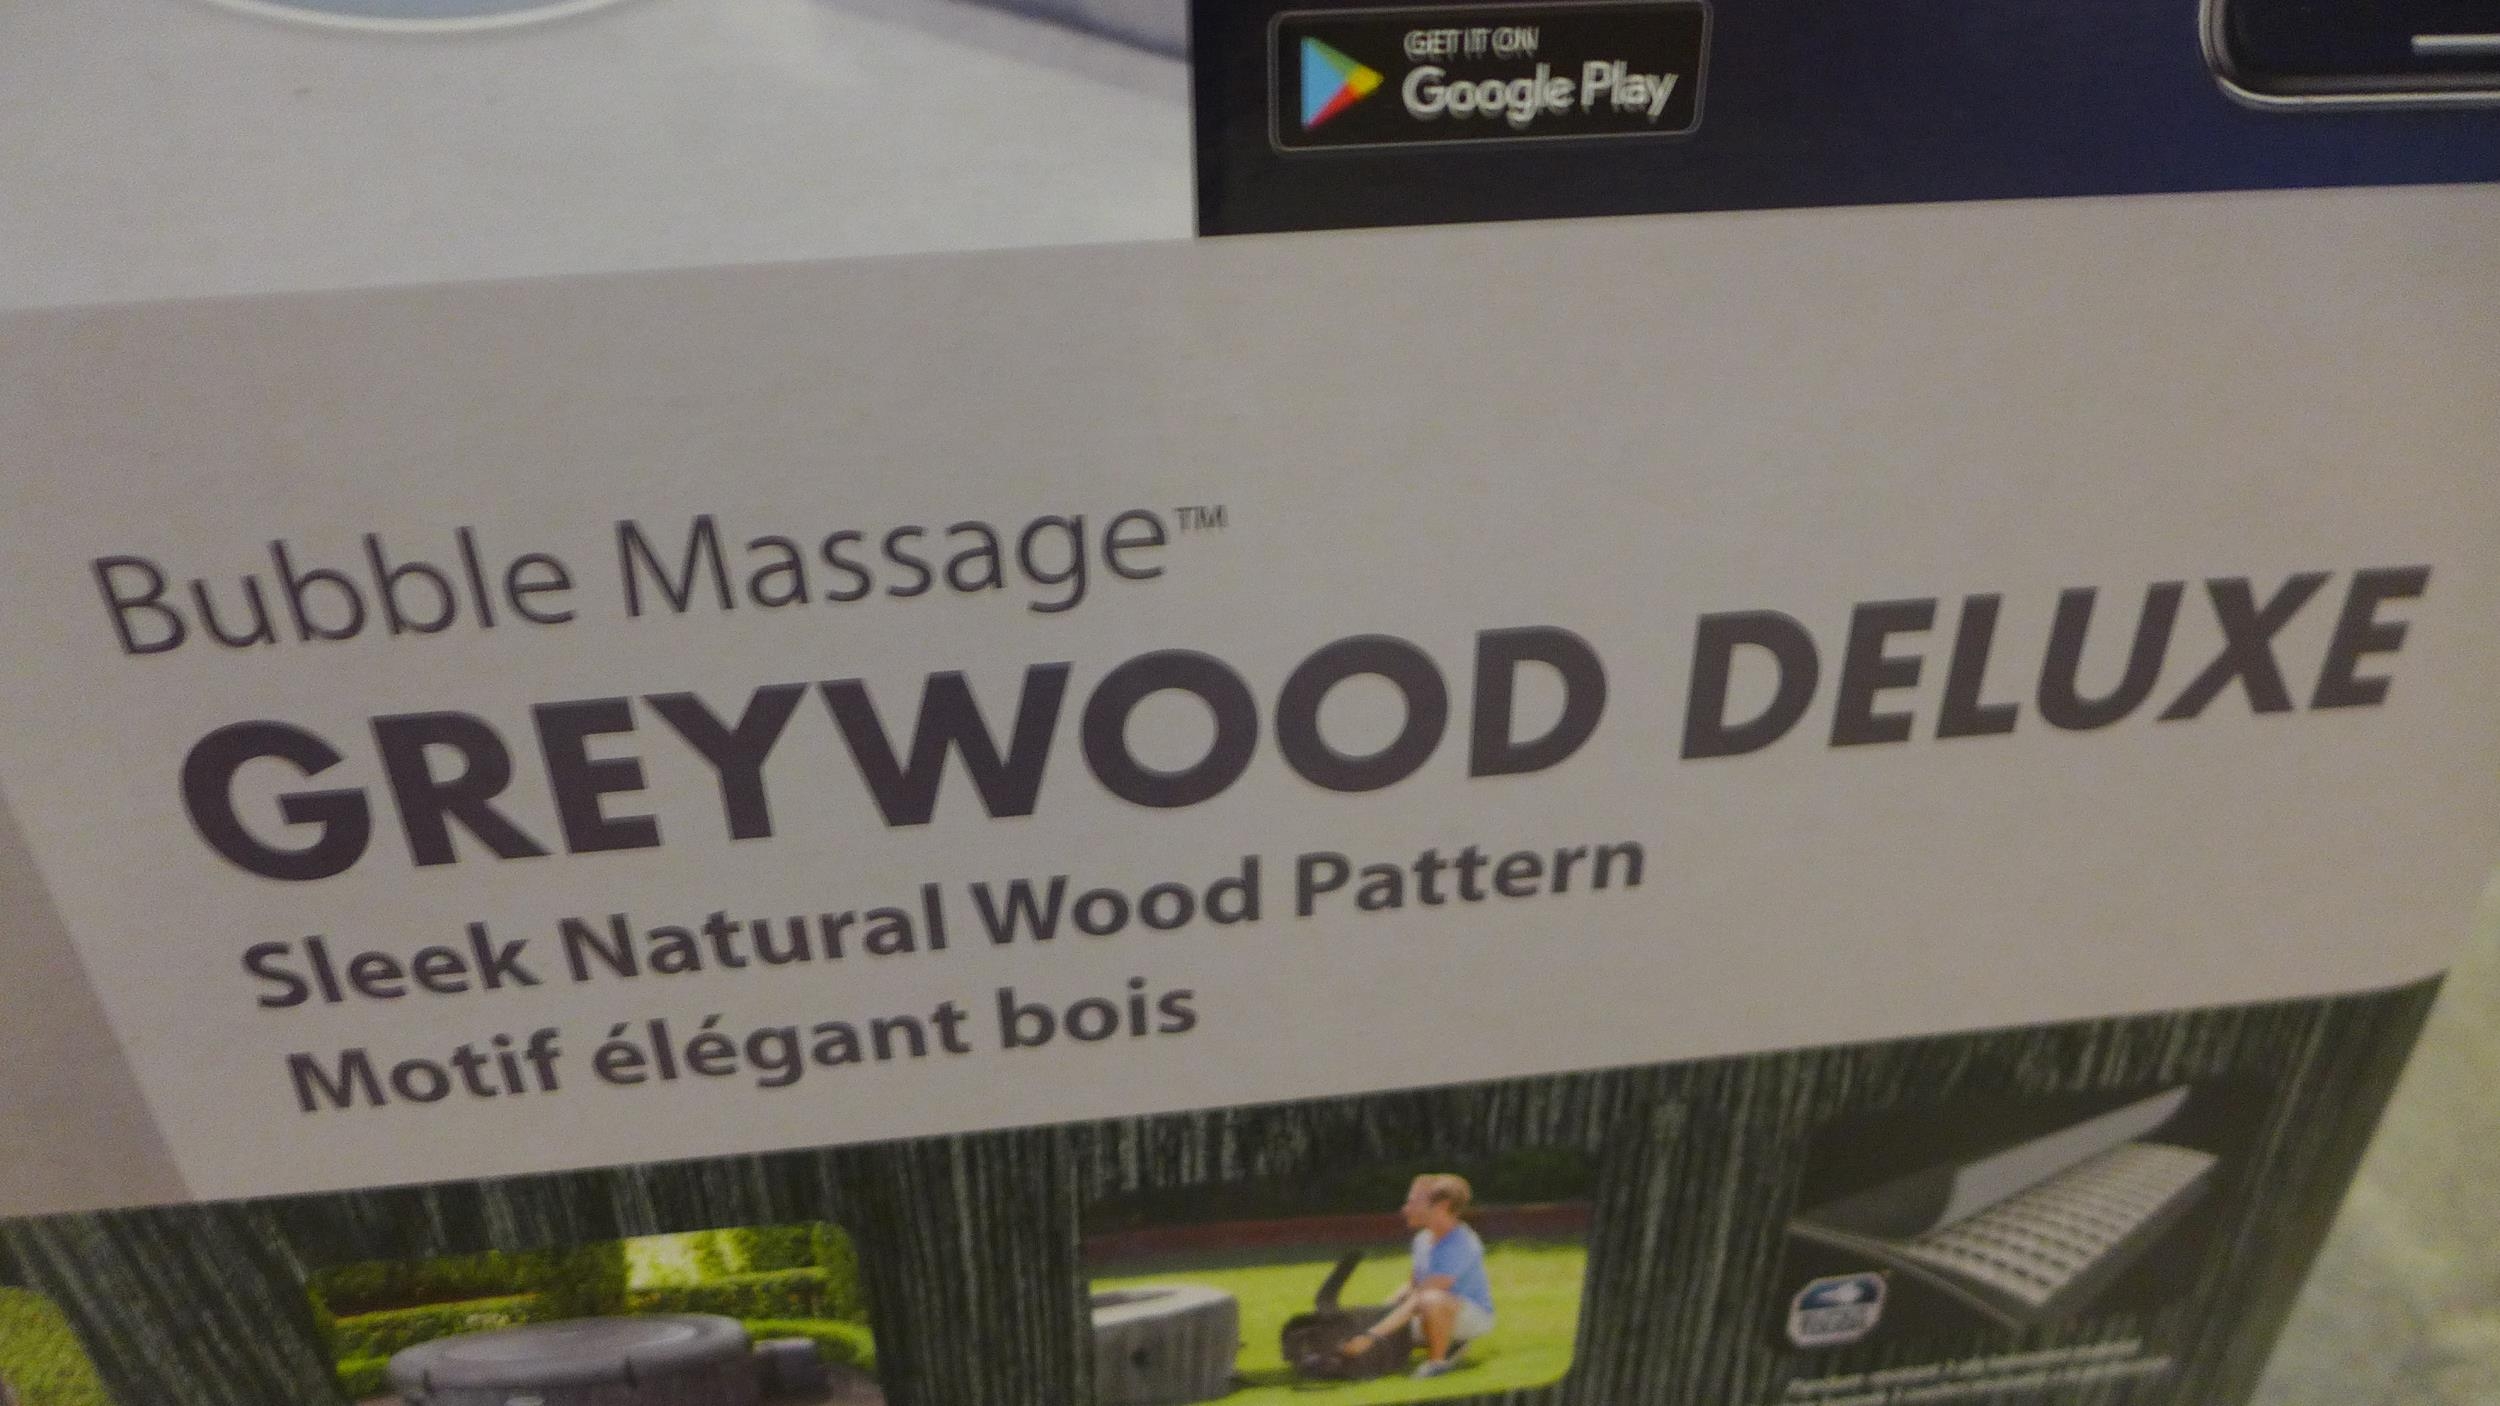 GET IT ON
Google Play
Bubble Massage™
GREYWOOD DELUXE
Sleek Natural Wood Pattern
Motif élégant bois